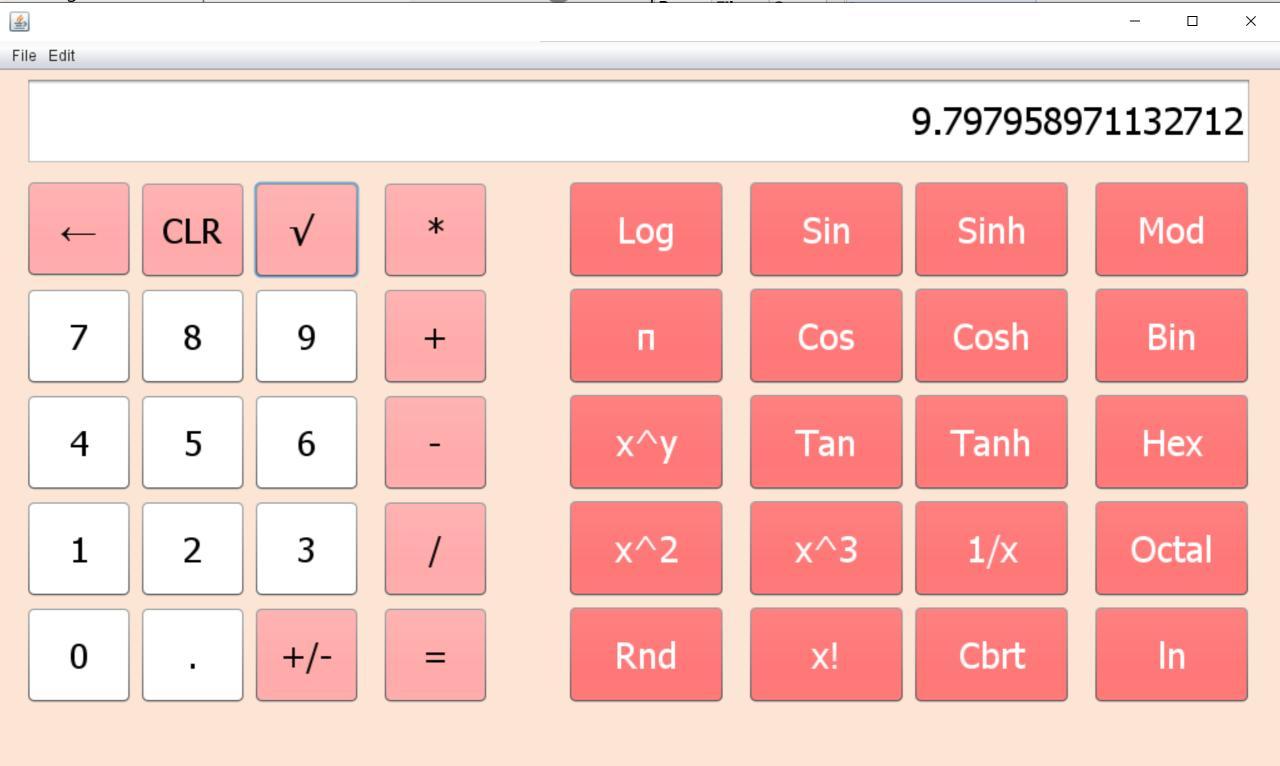 File Edit
9.797958971132712
← CLR √ * Log Sin Sinh Mod
7 8 9 + п Cos Cosh Bin
4 5 6 - x^y Tan Tanh Hex
1 2 3 / x^2 x^3 1/x Octal
0 . +/- = Rnd x! Cbrt ln